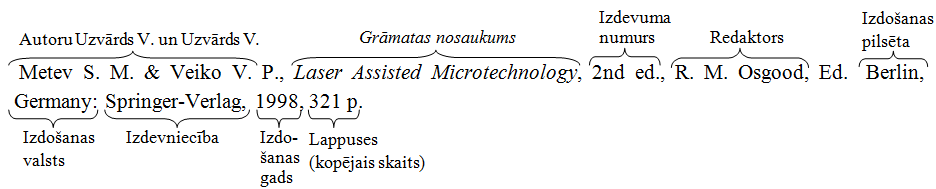 Autoru Uzvārds V. un Uzvārds V. Grāmatas nosaukums Izdevuma numurs Redaktors Izdošanas pilsēta
Metev S. M. & Veiko V. P., Laser Assisted Microtechnology, 2nd ed., R. M. Osgood, Ed. Berlin,
Germany: Springer-Verlag, 1998, 321 p.
Izdošanas valsts Izdevniecība Izdo-šanas gads Lappuses (kopējais skaits)